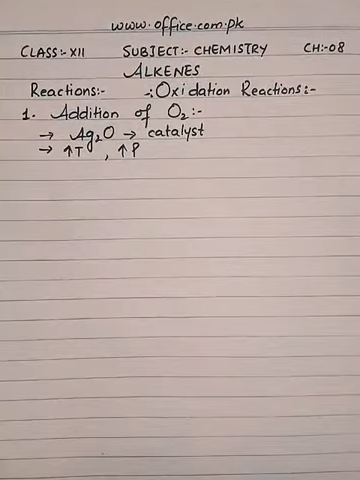 www.office.com.pk
CLASS:- XII SUBJECT:- CHEMISTRY CH:-08
ALKENES
Reactions:- -:Oxidation Reactions:-
1. Addition of O₂:-
→ Ag₂O → catalyst
→ ↑T , ↑P